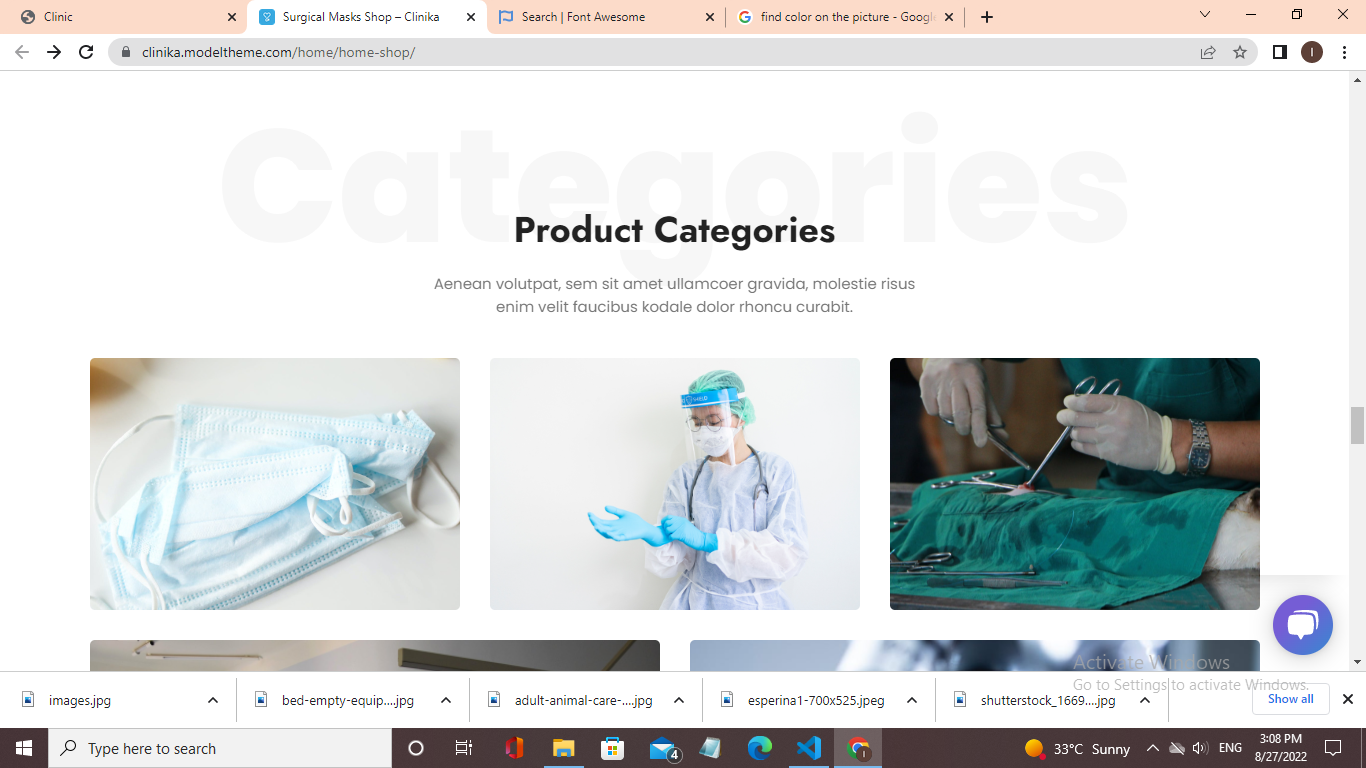 Clinic
Surgical Masks Shop – Clinika
Search | Font Awesome
find color on the picture - Google
clinika.modeltheme.com/home/home-shop/
I
Categories
Product Categories
Aenean volutpat, sem sit amet ullamcoer gravida, molestie risus
enim velit faucibus kodale dolor rhoncu curabit.
Activate Windows
Go to Settings to activate Windows.
images.jpg
bed-empty-equip....jpg
adult-animal-care-....jpg
esperina1-700x525.jpeg
shutterstock_1669....jpg
Show all
Type here to search
4
33°C Sunny
ENG
3:08 PM
8/27/2022